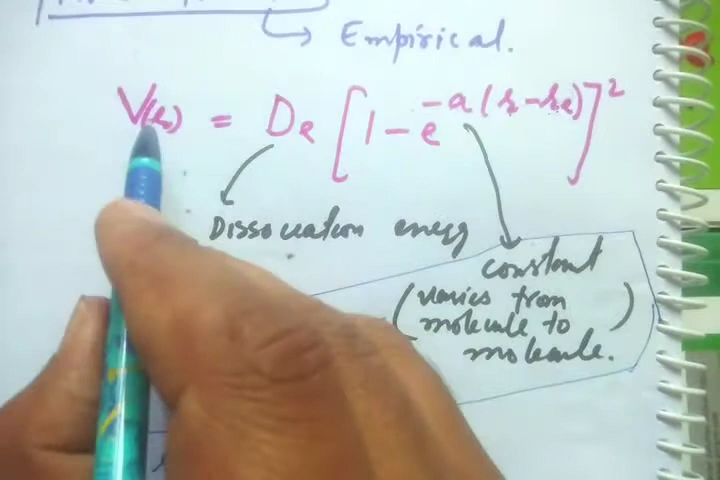 Empirical.
V(r) = De [1 - e^-a(r-re)]^2
Dissociation energy
constant
(varies from
molecule to
molecule.)